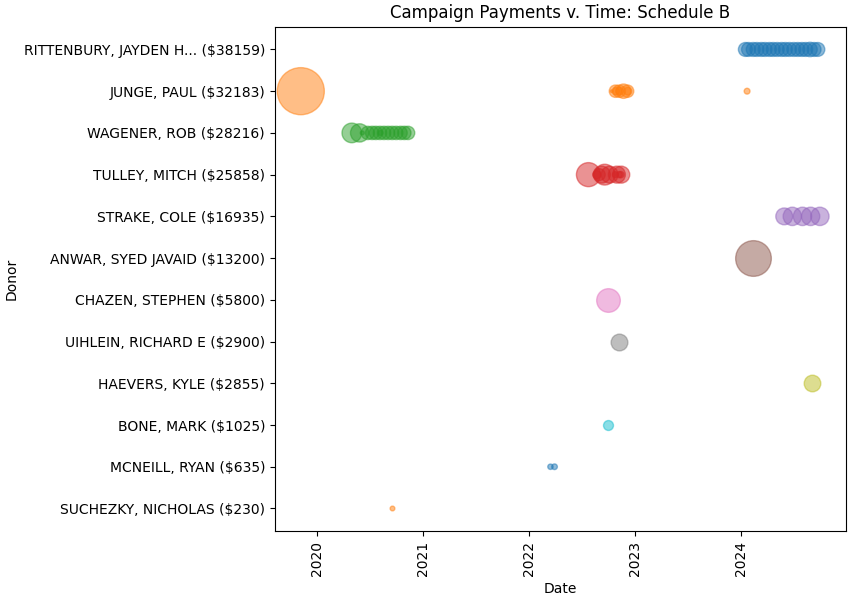 Campaign Payments v. Time: Schedule B
RITTENBURY, JAYDEN H... ($38159)
JUNGE, PAUL ($32183)
WAGENER, ROB ($28216)
TULLEY, MITCH ($25858)
STRAKE, COLE ($16935)
ANWAR, SYED JAVAID ($13200)
CHAZEN, STEPHEN ($5800)
UIHLEIN, RICHARD E ($2900)
HAEVERS, KYLE ($2855)
BONE, MARK ($1025)
MCNEILL, RYAN ($635)
SUCHEZKY, NICHOLAS ($230)
Donor
2020
2021
2022
2023
2024
Date